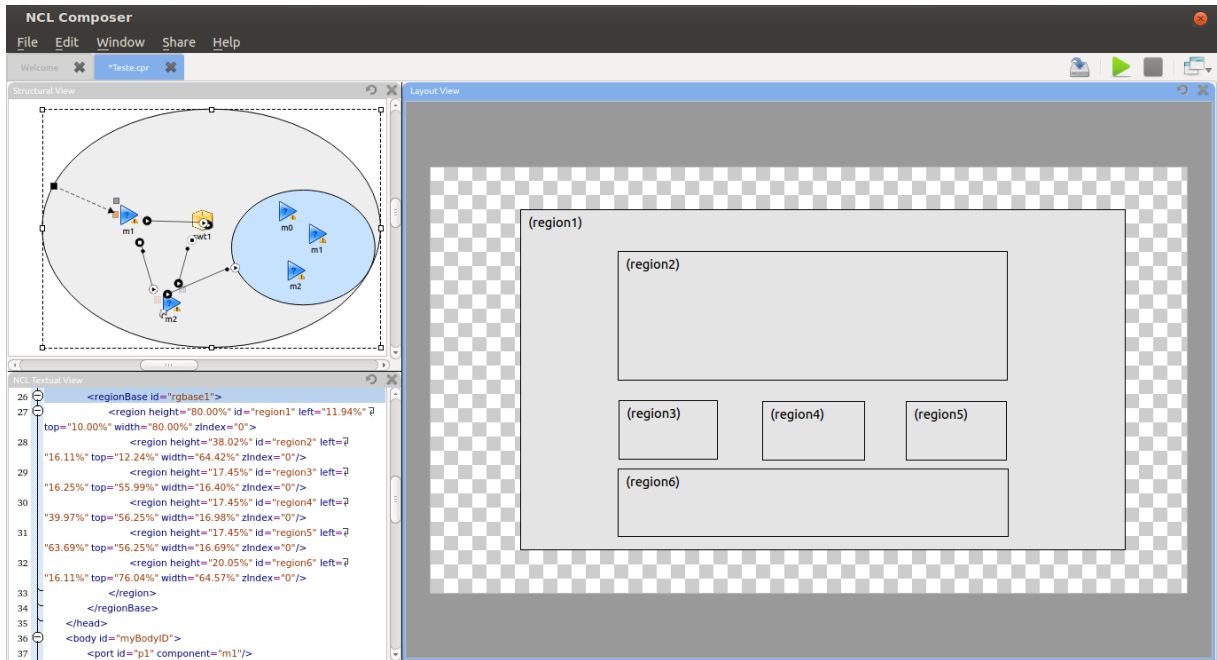 NCL Composer
File Edit Window Share Help
Welcome *Teste.cpr
Structural View
m1
swt1
m0
m1
m2
m2
NCL Textual View
26 <regionBase id="rgbase1">
27 <region height="80.00%" id="region1" left="11.94%"
top="10.00%" width="80.00%" zIndex="0">
28 <region height="38.02%" id="region2" left=
"16.11%" top="12.24%" width="64.42%" zIndex="0"/>
29 <region height="17.45%" id="region3" left=
"16.25%" top="55.99%" width="16.40%" zIndex="0"/>
30 <region height="17.45%" id="region4" left=
"39.97%" top="56.25%" width="16.98%" zIndex="0"/>
31 <region height="17.45%" id="region5" left=
"63.69%" top="56.25%" width="16.69%" zIndex="0"/>
32 <region height="20.05%" id="region6" left=
"16.11%" top="76.04%" width="64.57%" zIndex="0"/>
33 </region>
34 </regionBase>
35 </head>
36 <body id="myBodyID">
37 <port id="p1" component="m1"/>
Layout View
(region1)
(region2)
(region3) (region4) (region5)
(region6)